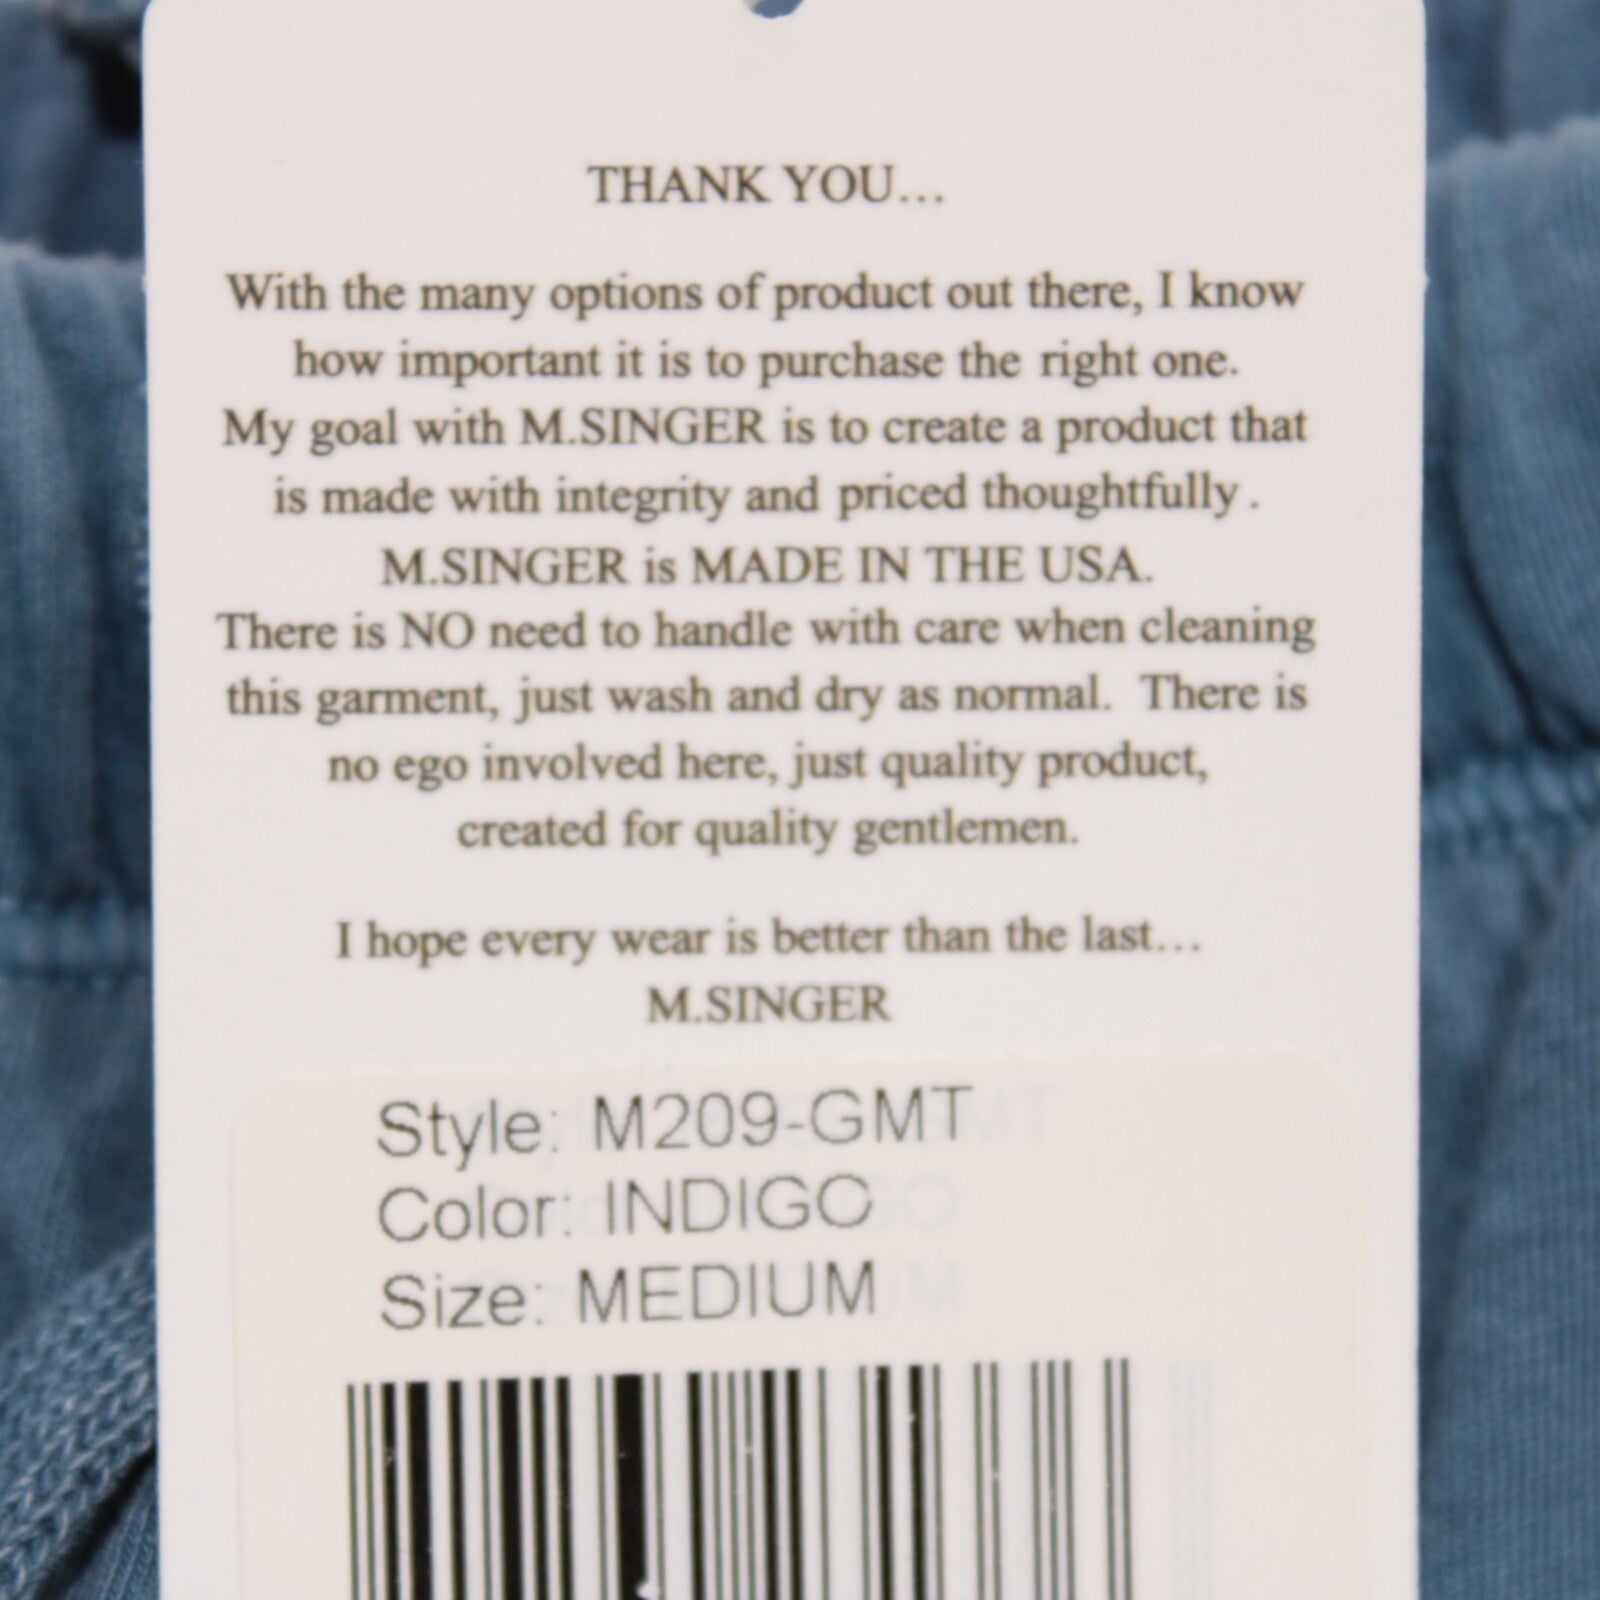 THANK YOU...
With the many options of product out there, I know
how important it is to purchase the right one.
My goal with M.SINGER is to create a product that
is made with integrity and priced thoughtfully .
M.SINGER is MADE IN THE USA.
There is NO need to handle with care when cleaning
this garment, just wash and dry as normal. There is
no ego involved here, just quality product,
created for quality gentlemen.
I hope every wear is better than the last...
M.SINGER
Style: M209-GMT
Color: INDIGO
Size: MEDIUM